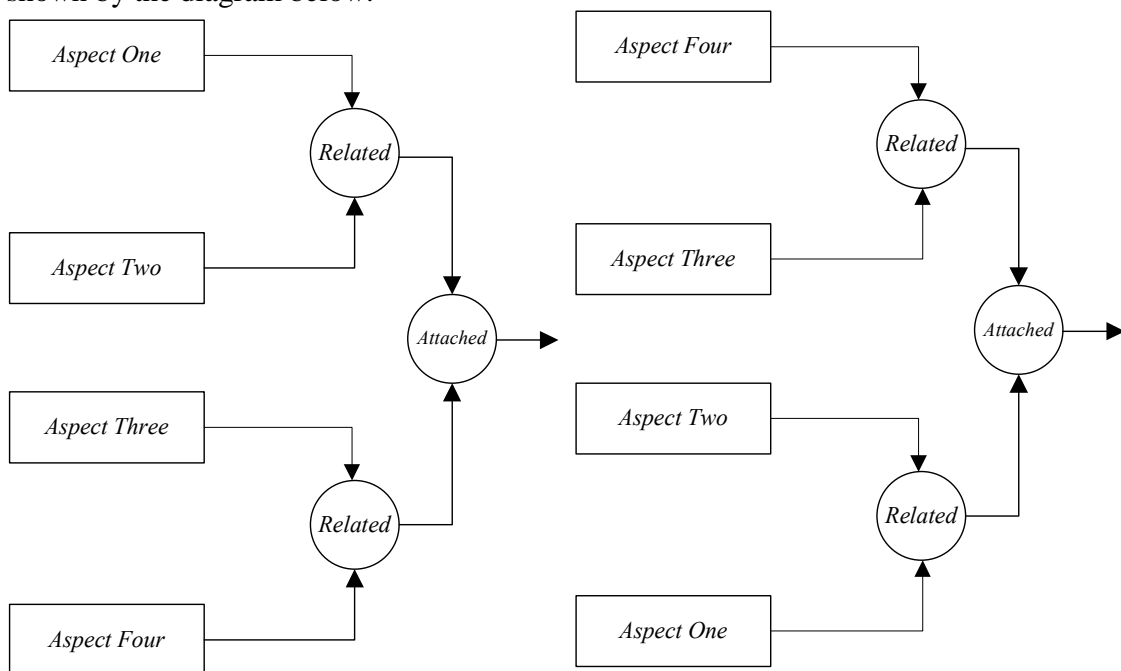 shown by the diagram below.
Aspect One
Related
Aspect Two
Attached
Aspect Three
Related
Aspect Four
Aspect Four
Related
Aspect Three
Attached
Aspect Two
Related
Aspect One